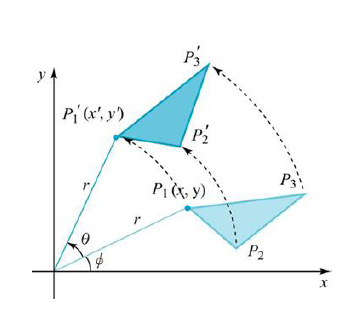 P₃′
y
P₁′(x′, y′)
P₂′
r
P₁(x, y)
P₃
r
θ
P₂
ϕ
x